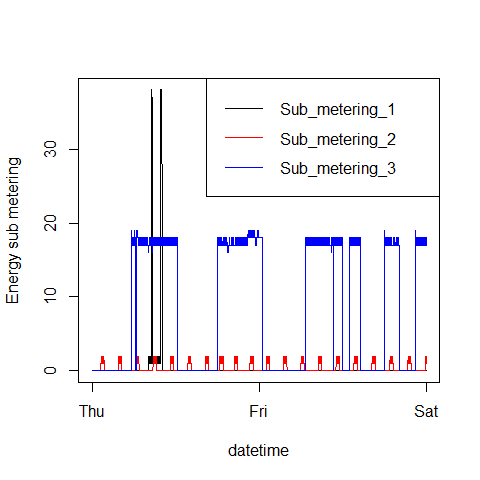 Sub_metering_1
Sub_metering_2
Sub_metering_3
Energy sub metering
30
20
10
0
Thu
Fri
Sat
datetime